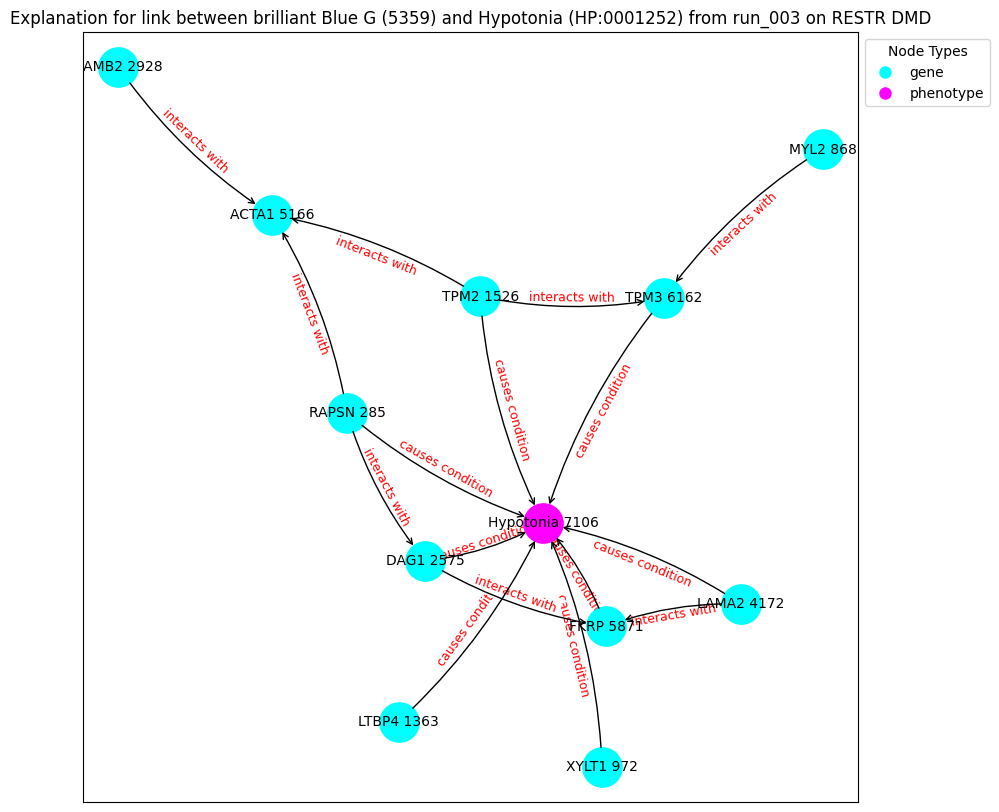 Explanation for link between brilliant Blue G (5359) and Hypotonia (HP:0001252) from run_003 on RESTR DMD
Node Types
gene
phenotype
AMB2 2928
interacts with
MYL2 868
ACTA1 5166
interacts with
interacts with
TPM2 1526
interacts with
TPM3 6162
interacts with
causes condition
causes condition
RAPSN 285
causes condition
interacts with
Hypotonia 7106
causes condition
causes condition
causes condition
DAG1 2575
interacts with
causes condition
LAMA2 4172
interacts with
FKRP 5871
causes condition
LTBP4 1363
XYLT1 972